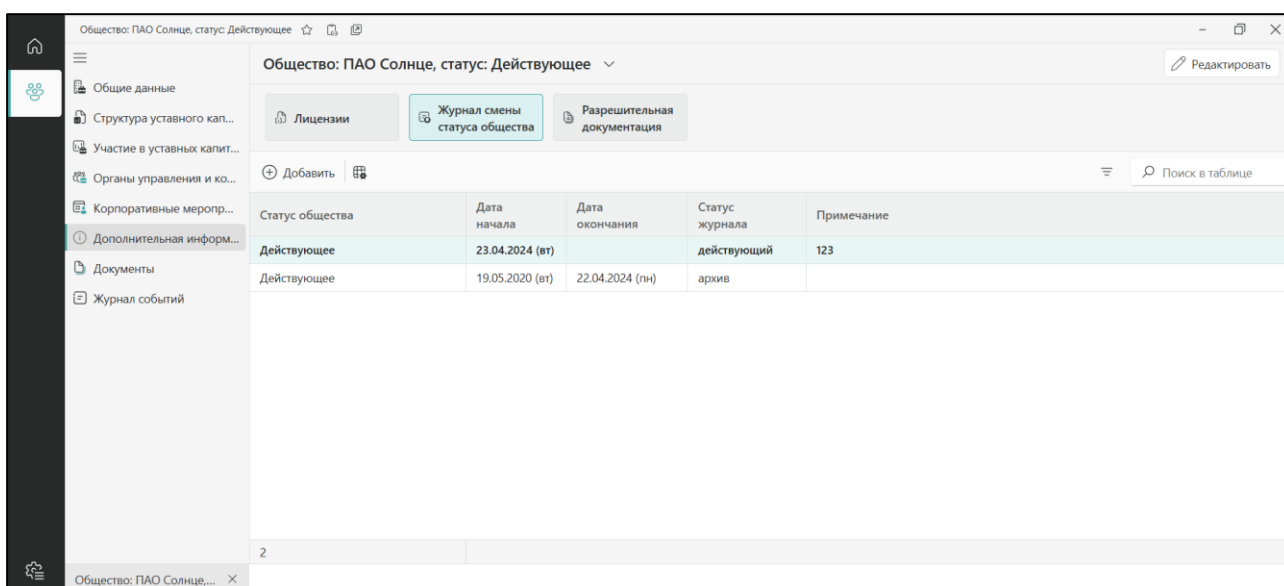 Общество: ПАО Солнце, статус: Действующее
Общество: ПАО Солнце, статус: Действующее
Редактировать
Общие данные
Структура уставного кап...
Участие в уставных капит...
Органы управления и ко...
Корпоративные меропр...
Дополнительная информ...
Документы
Журнал событий
Лицензии
Журнал смены
статуса общества
Разрешительная
документация
Добавить
Поиск в таблице
Статус общества
Дата
начала
Дата
окончания
Статус
журнала
Примечание
Действующее 23.04.2024 (вт) действующий 123
Действующее 19.05.2020 (вт) 22.04.2024 (пн) архив
2
Общество: ПАО Солнце,...